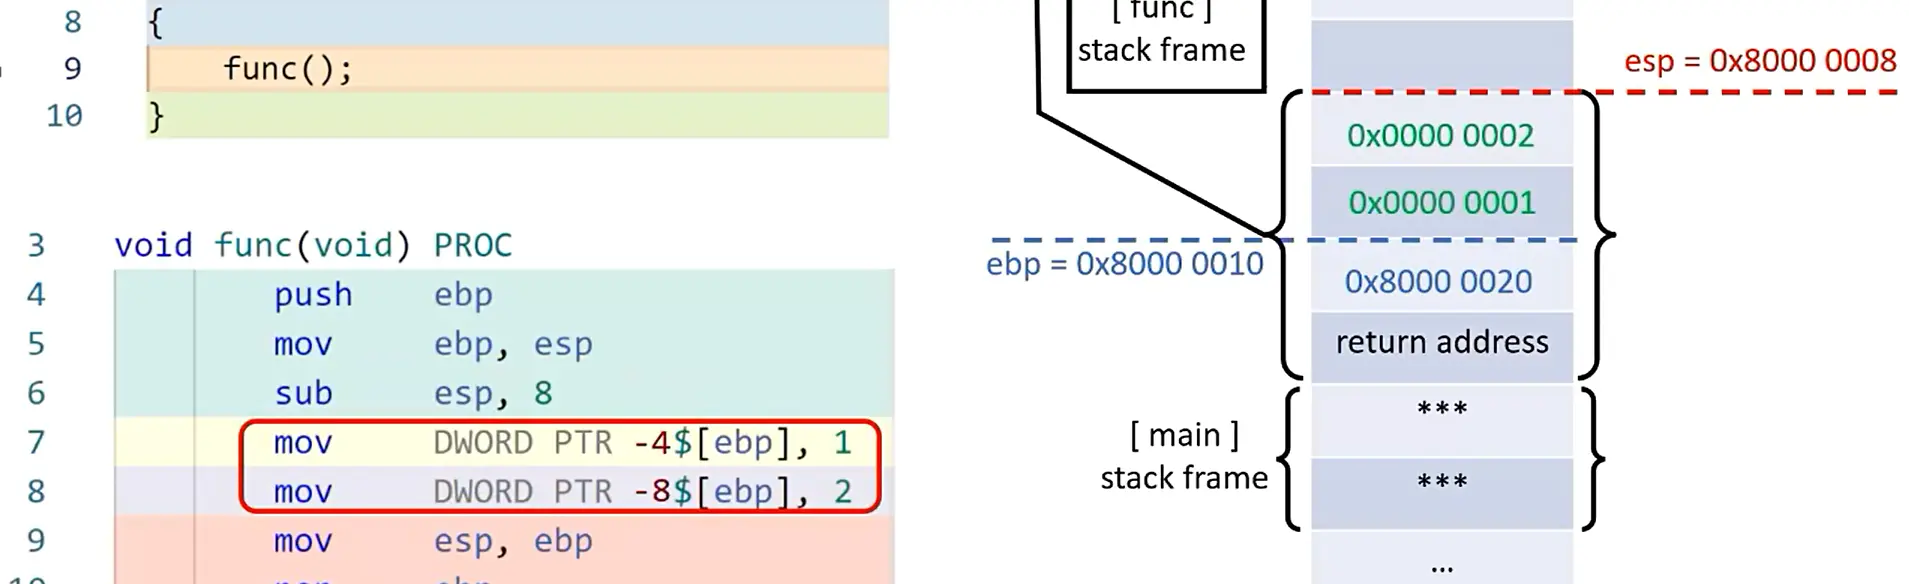 8 {
9 func();
10 }
3 void func(void) PROC
4 push ebp
5 mov ebp, esp
6 sub esp, 8
7 mov DWORD PTR -4$[ebp], 1
8 mov DWORD PTR -8$[ebp], 2
9 mov esp, ebp
[ func ]
stack frame
esp = 0x8000 0008
0x0000 0002
0x0000 0001
ebp = 0x8000 0010
0x8000 0020
return address
[ main ]
stack frame
***
***
...